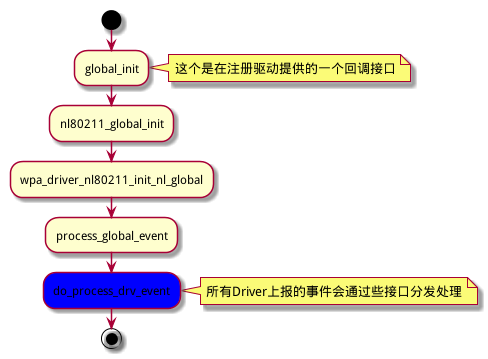 global_init
这个是在注册驱动提供的一个回调接口
nl80211_global_init
wpa_driver_nl80211_init_nl_global
process_global_event
do_process_drv_event
所有Driver上报的事件会通过些接口分发处理